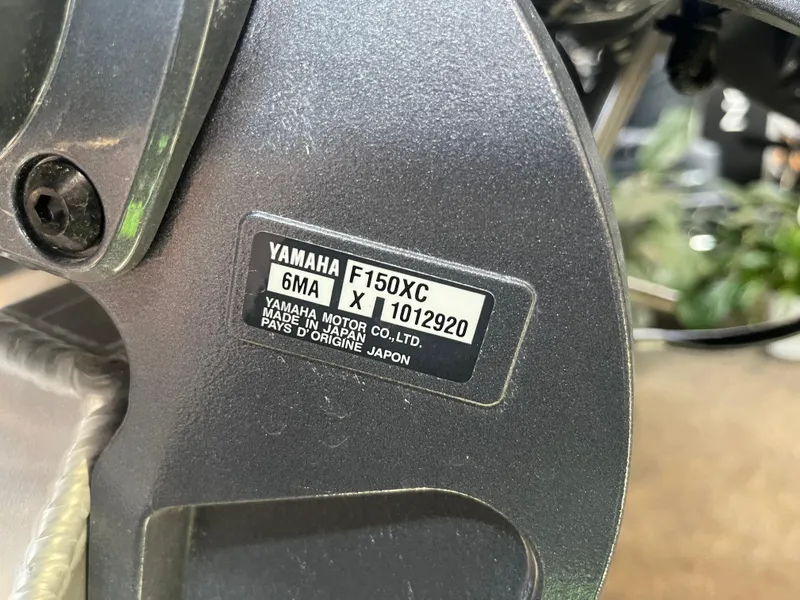 YAMAHA F150XC
6MA X 1012920
YAMAHA MOTOR CO.,LTD.
MADE IN JAPAN
PAYS D'ORIGINE JAPON